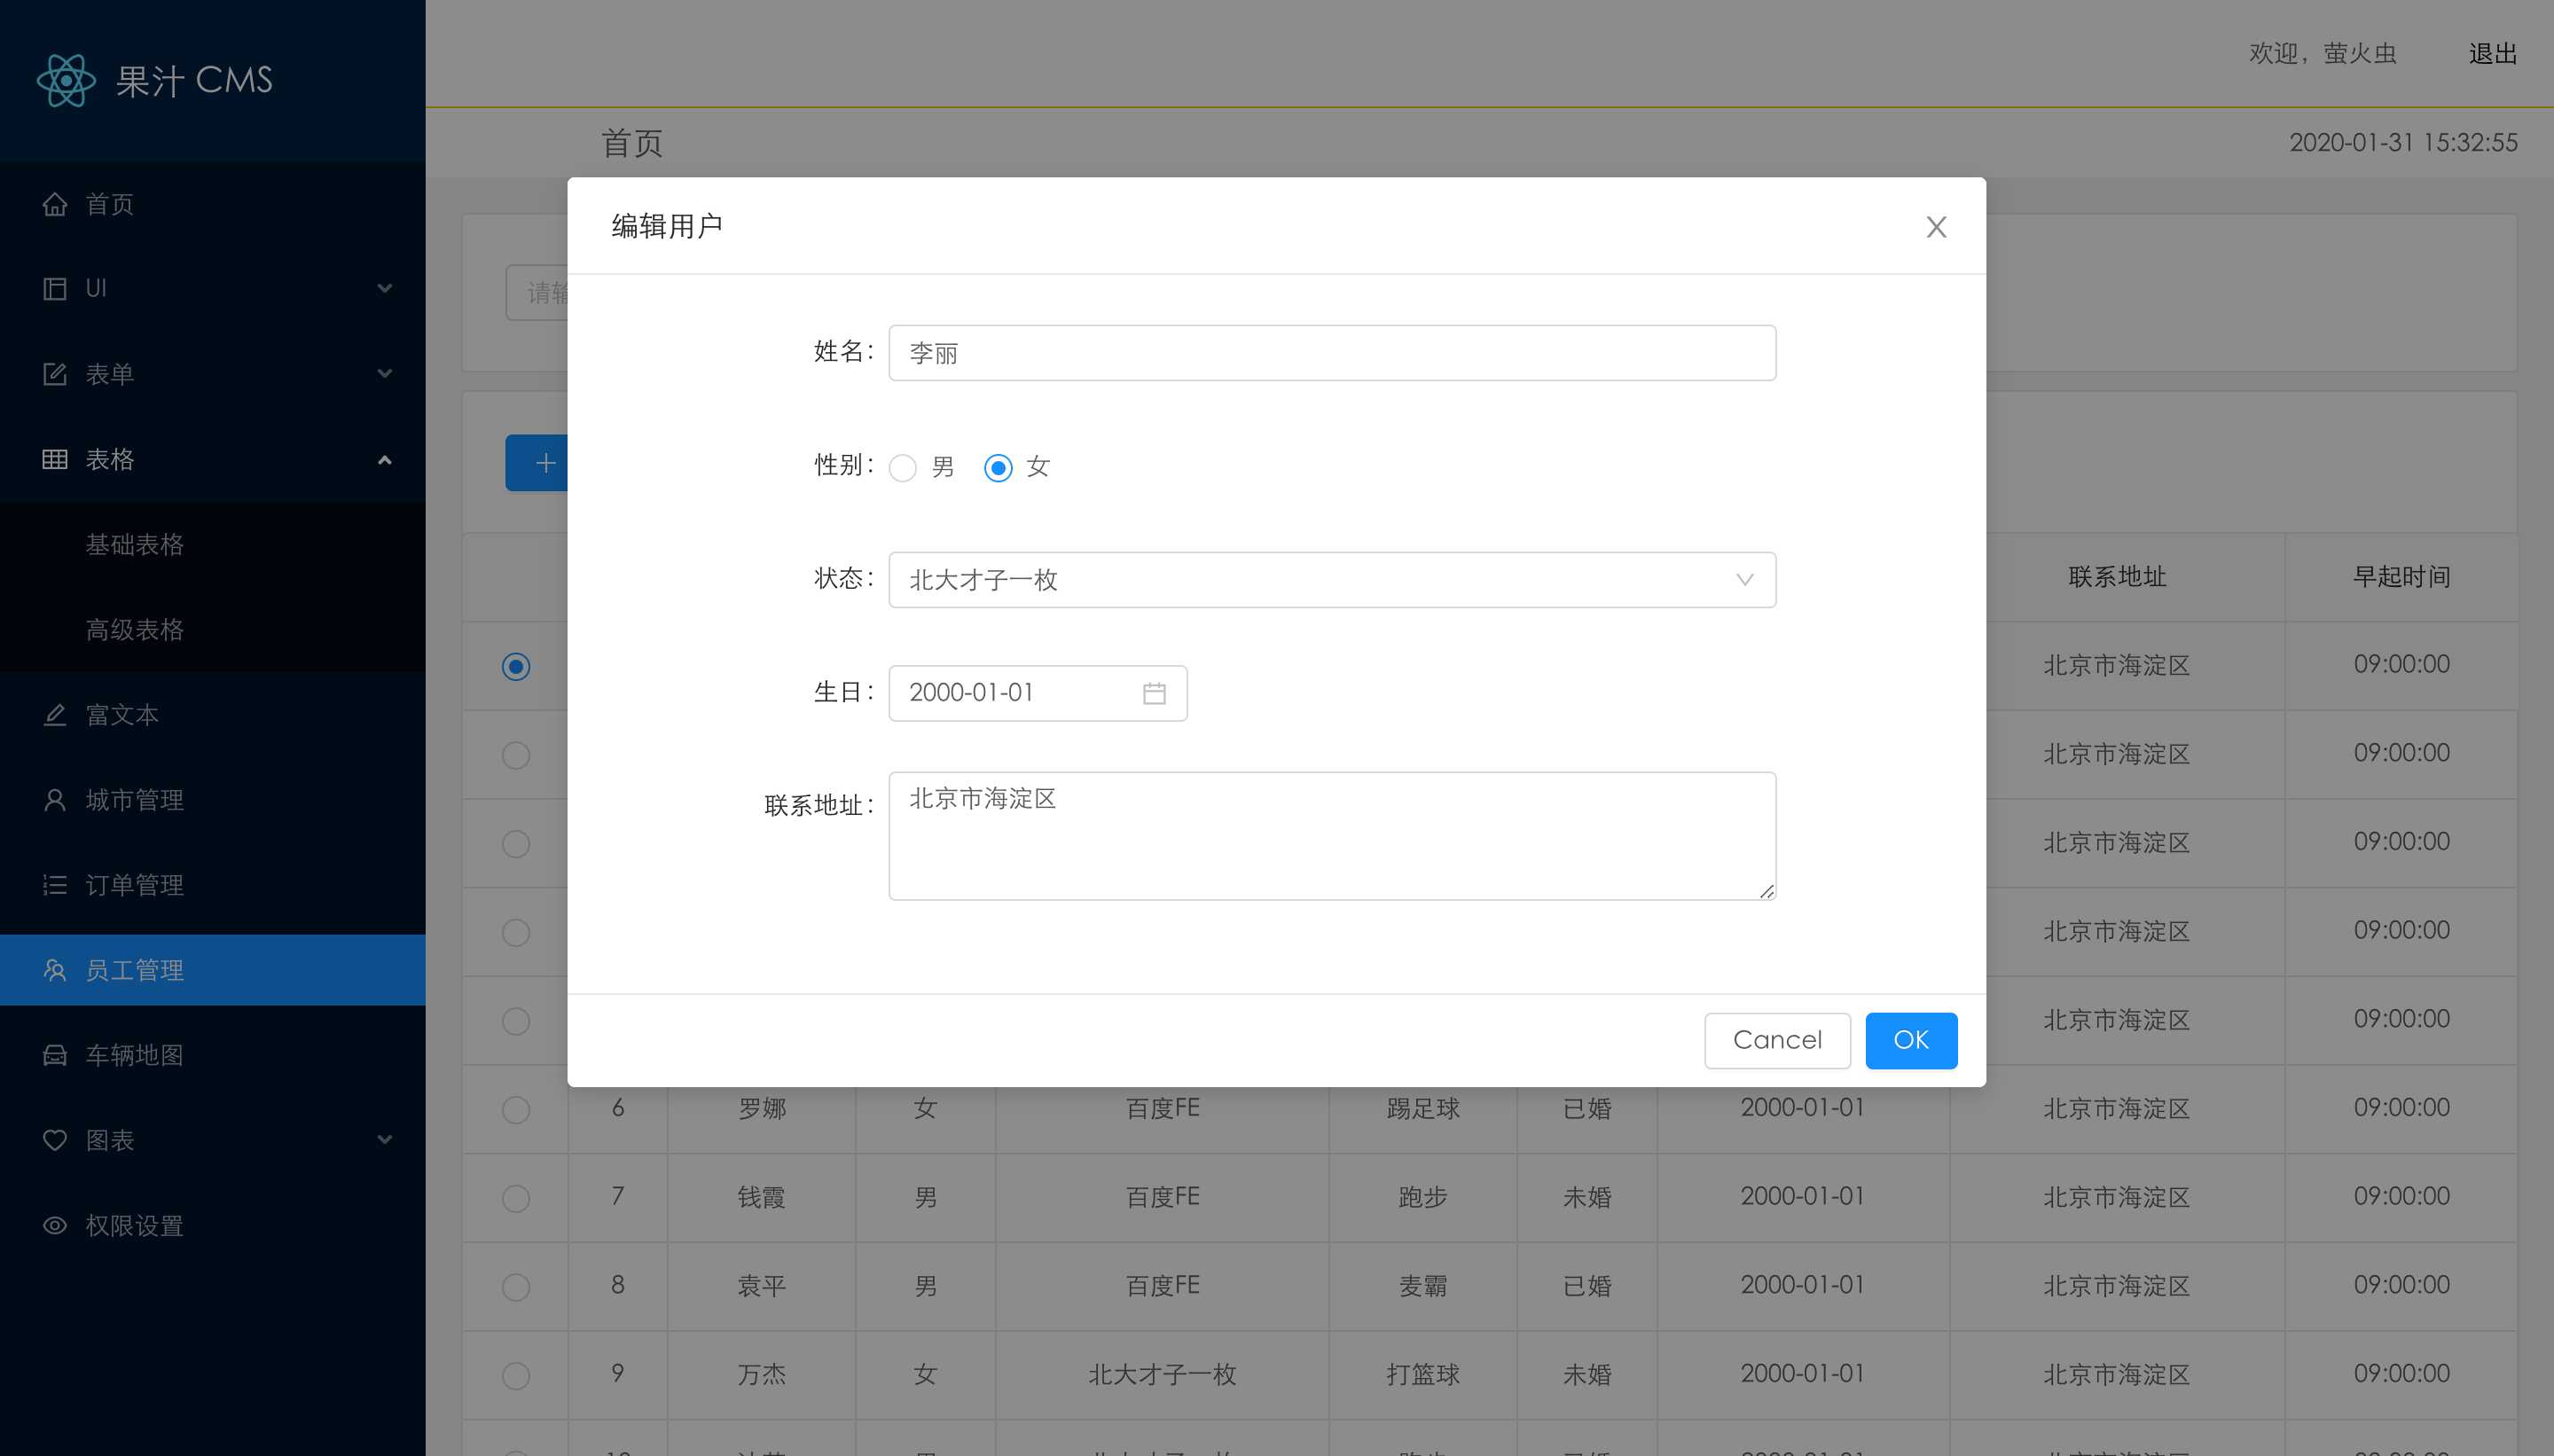 果汁 CMS
首页
UI
表单
表格
基础表格
高级表格
富文本
城市管理
订单管理
员工管理
车辆地图
图表
权限设置
欢迎，萤火虫 退出
首页 2020-01-31 15:32:55
请输
编辑用户
姓名： 李丽
性别： 男 女
状态： 北大才子一枚
生日： 2000-01-01
联系地址： 北京市海淀区
Cancel OK
联系地址 早起时间
北京市海淀区 09:00:00
北京市海淀区 09:00:00
北京市海淀区 09:00:00
北京市海淀区 09:00:00
北京市海淀区 09:00:00
6 罗娜 女 百度FE 踢足球 已婚 2000-01-01 北京市海淀区 09:00:00
7 钱霞 男 百度FE 跑步 未婚 2000-01-01 北京市海淀区 09:00:00
8 袁平 男 百度FE 麦霸 已婚 2000-01-01 北京市海淀区 09:00:00
9 万杰 女 北大才子一枚 打篮球 未婚 2000-01-01 北京市海淀区 09:00:00